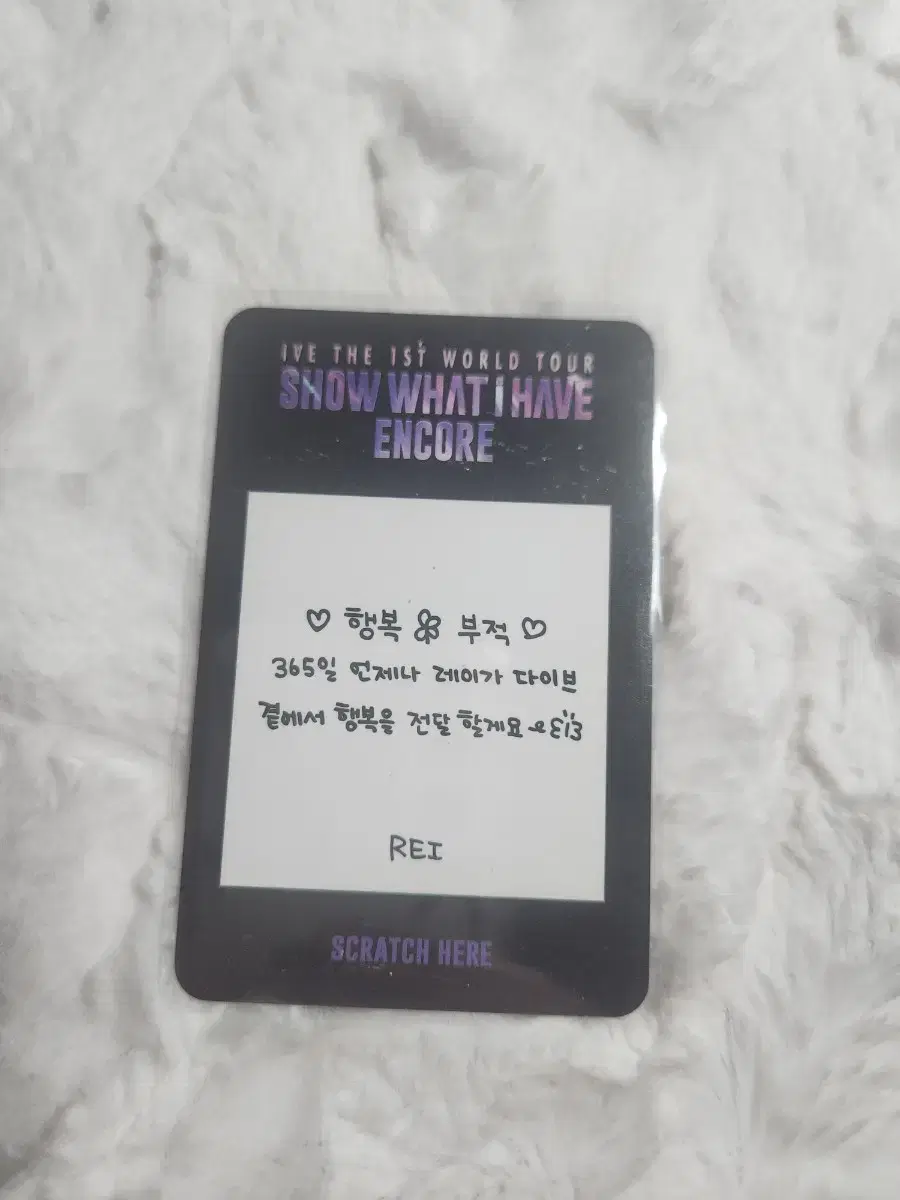 IVE THE 1ST WORLD TOUR
SHOW WHAT I HAVE
ENCORE
♡ 행복 부적 ♡
365일 언제나 레이가 다이브
곁에서 행복을 전달 할게요
REI
SCRATCH HERE